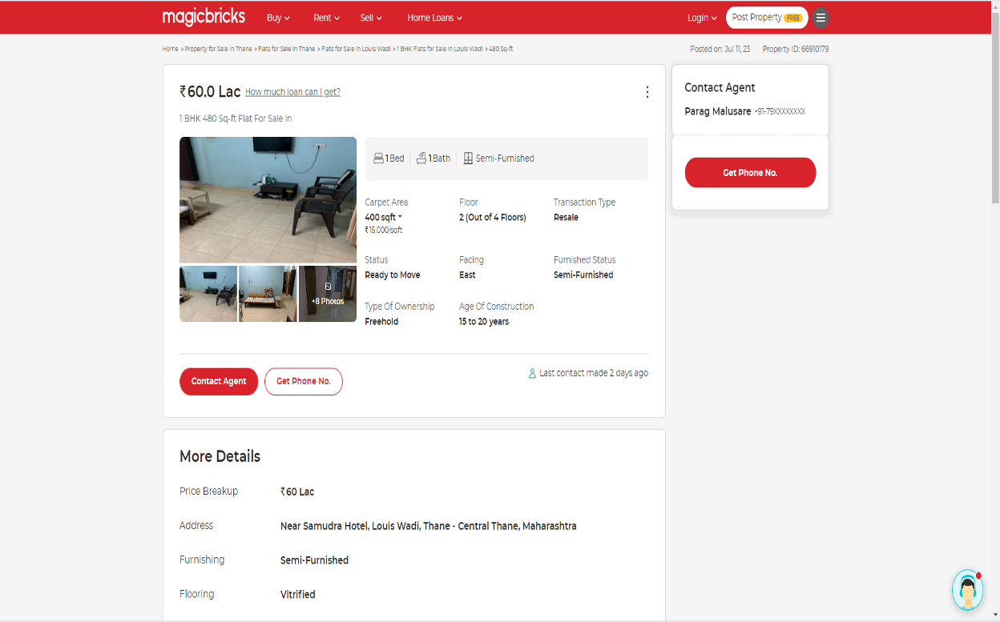 magicbricks Buy Rent Sell Home Loans Login Post Property FREE
Home > Property for Sale in Thane > Flats for Sale in Thane > Flats for Sale in Louis Wadi > 1 BHK Flats for Sale in Louis Wadi > 480 Sq-ft
Posted on: Jul 11, 23 Property ID: 66910179
₹60.0 Lac How much loan can I get?
1 BHK 480 Sq-ft Flat For Sale in
1 Bed 1 Bath Semi-Furnished
Carpet Area Floor Transaction Type
400 sqft 2 (Out of 4 Floors) Resale
₹15,000/sqft
Status Facing Furnished Status
Ready to Move East Semi-Furnished
+8 Photos
Type Of Ownership Age Of Construction
Freehold 15 to 20 years
Contact Agent Get Phone No. Last contact made 2 days ago
Contact Agent
Parag Malusare +91-79XXXXXXXX
Get Phone No.
More Details
Price Breakup ₹60 Lac
Address Near Samudra Hotel, Louis Wadi, Thane - Central Thane, Maharashtra
Furnishing Semi-Furnished
Flooring Vitrified